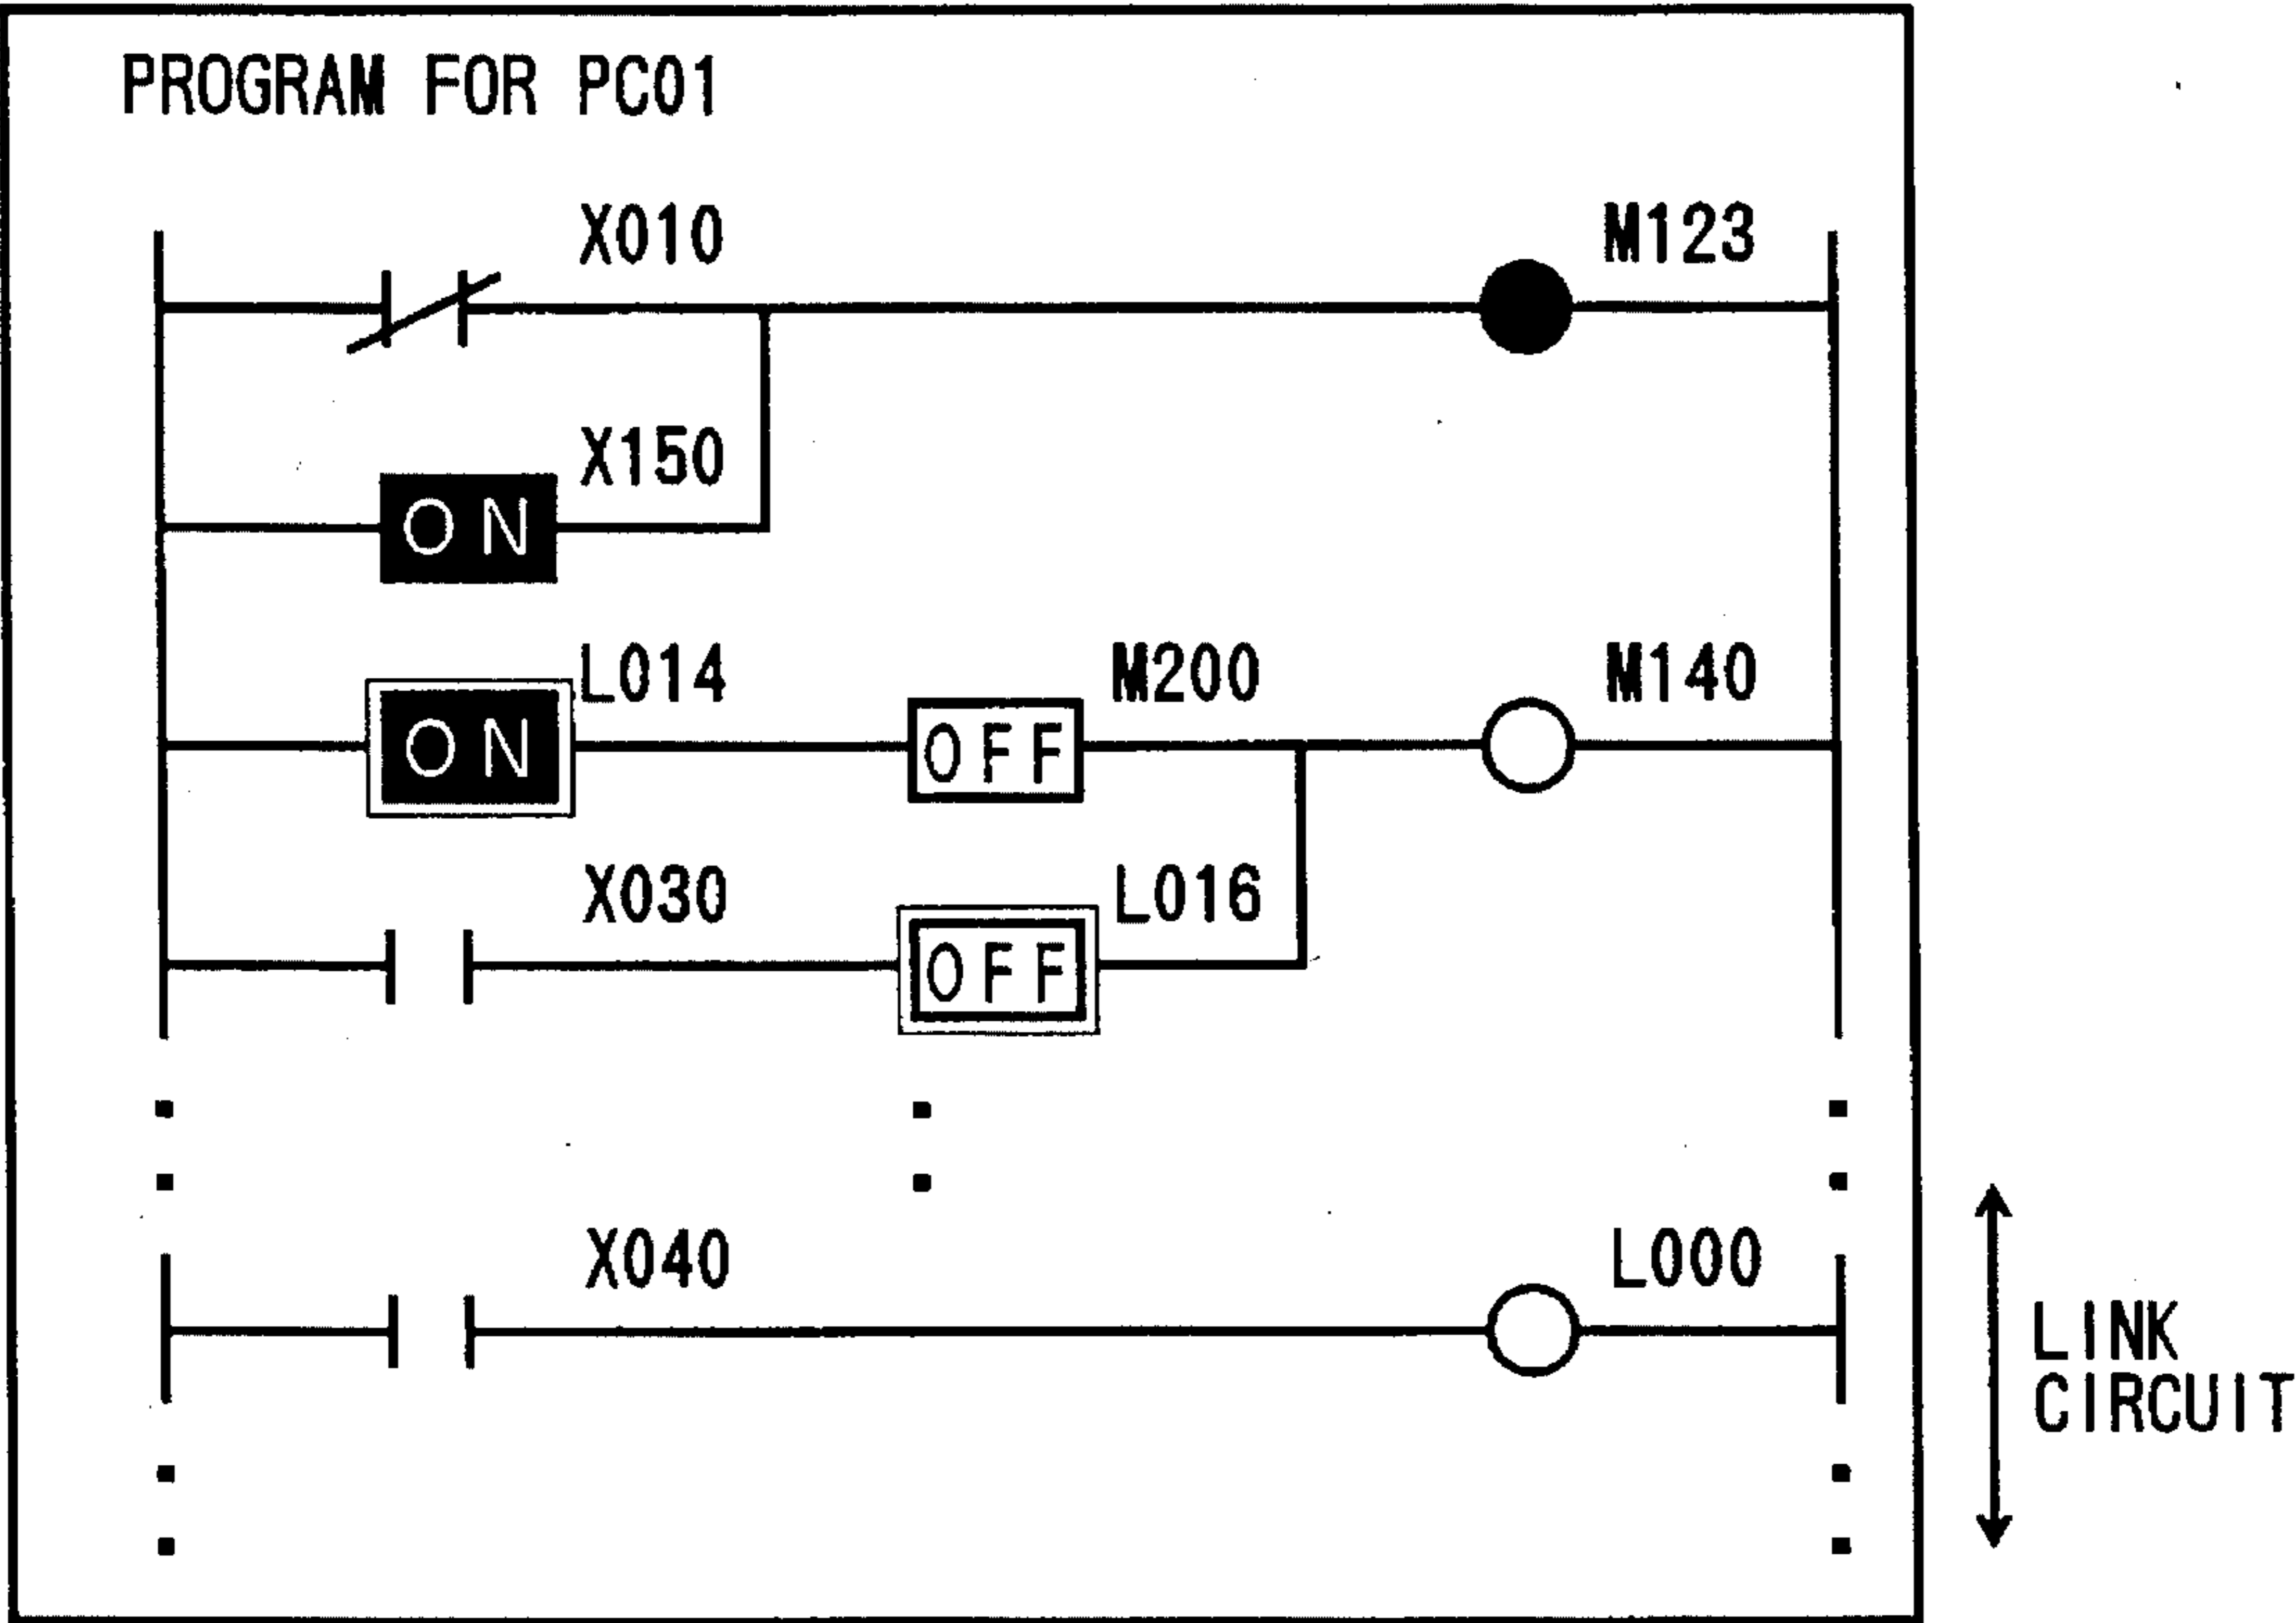 PROGRAM FOR PC01
X010 M123
X150
ON
L014 M200 M140
ON OFF
X030 L016
OFF
X040 L000
LINK
CIRCUIT